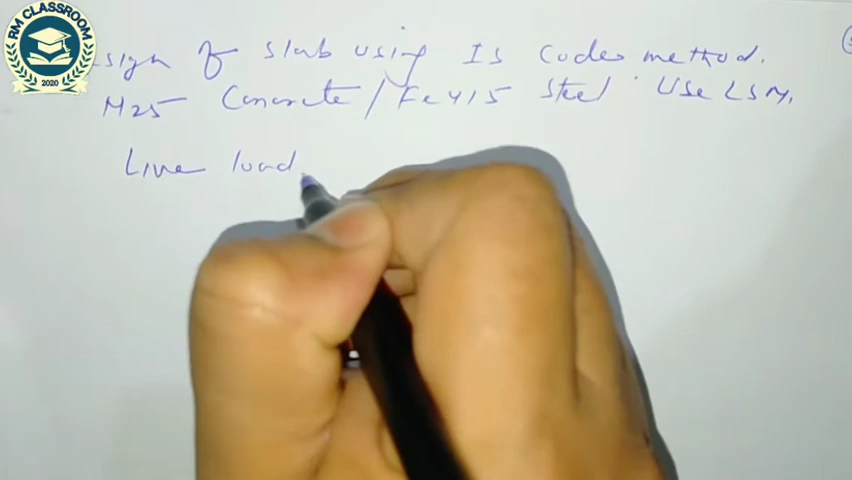 RM CLASSROOM
2020
sign of slab using Is Codes method.
M25 Concrete / Fe415 Steel. Use LSM.
Live load